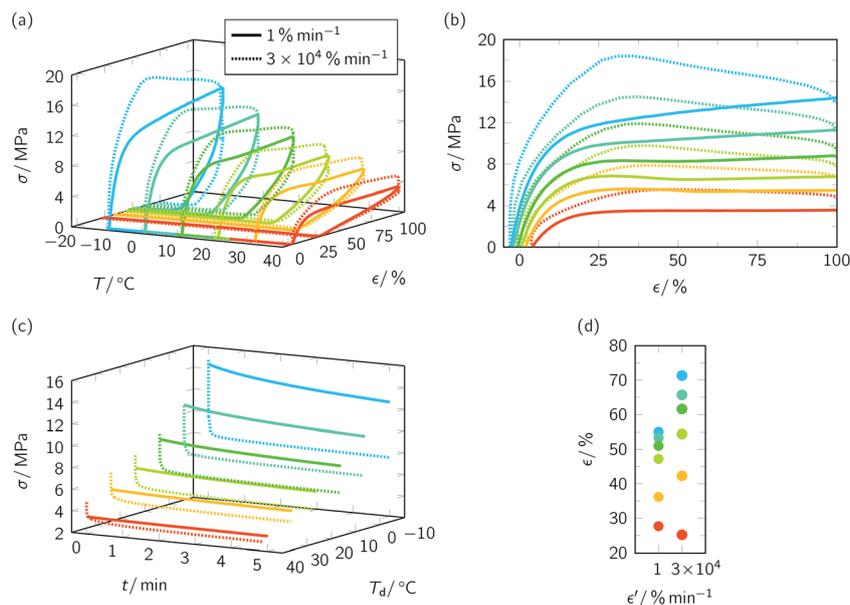 (a)
1 % min⁻¹
3 × 10⁴ % min⁻¹
20
16
12
8
4
0
σ / MPa
−20 −10 0 10 20 30 40
T / °C
0 25 50 75 100
ϵ / %
(b)
20
16
12
8
4
0
σ / MPa
0 25 50 75 100
ϵ / %
(c)
16
14
12
10
8
6
4
2
σ / MPa
0 1 2 3 4 5
t / min
40 30 20 10 0 −10
T_d / °C
(d)
80
70
60
50
40
30
20
ϵ / %
1 3×10⁴
ϵ′ / % min⁻¹